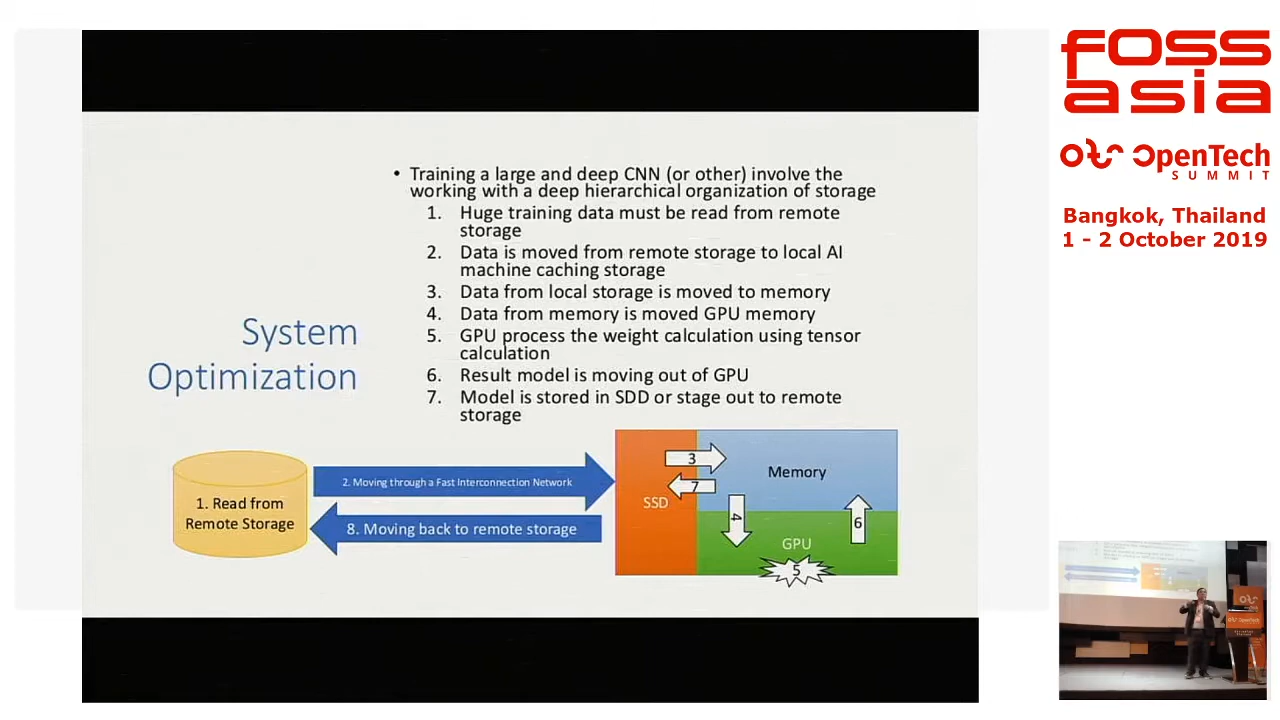 System
Optimization
• Training a large and deep CNN (or other) involve the
working with a deep hierarchical organization of storage
1. Huge training data must be read from remote
storage
2. Data is moved from remote storage to local AI
machine caching storage
3. Data from local storage is moved to memory
4. Data from memory is moved GPU memory
5. GPU process the weight calculation using tensor
calculation
6. Result model is moving out of GPU
7. Model is stored in SDD or stage out to remote
storage
1. Read from
Remote Storage
2. Moving through a Fast Interconnection Network
8. Moving back to remote storage
SSD
3
7
Memory
4
6
GPU
5
foss
asia
OpenTech
SUMMIT
Bangkok, Thailand
1 - 2 October 2019
OpenTech